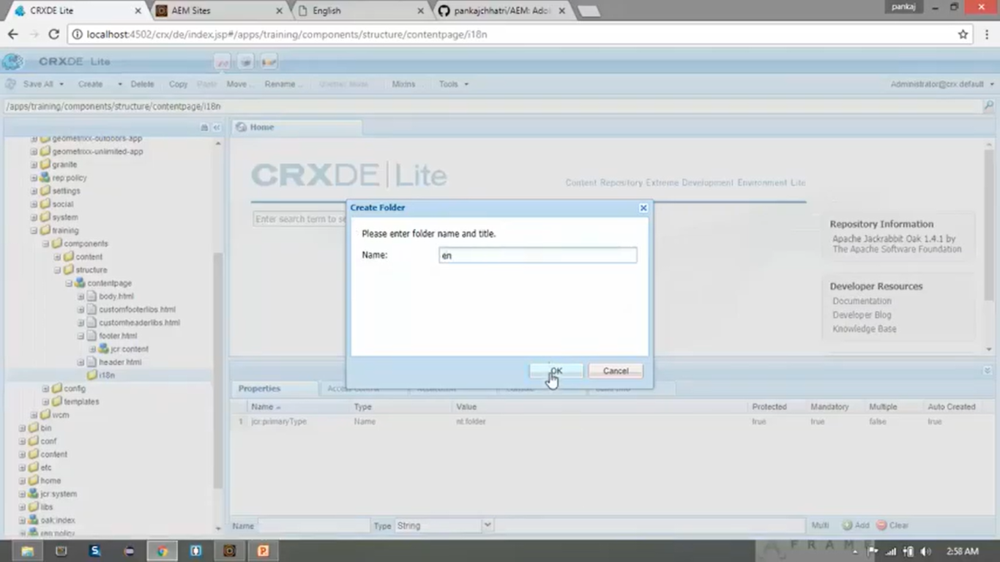 CRXDE Lite
AEM Sites
English
pankajchhatri/AEM: Ado
pankaj
localhost:4502/crx/de/index.jsp#/apps/training/components/structure/contentpage/i18n
CRXDE Lite
Save All Create Delete Copy Paste Move ... Rename ... Mixins ... Tools
Administrator@crx.default
/apps/training/components/structure/contentpage/i18n
Home
geometrixx-outdoors-app
geometrixx-unlimited-app
granite
rep:policy
settings
social
system
training
components
content
structure
contentpage
body.html
customfooterlibs.html
customheaderlibs.html
footer.html
jcr:content
header.html
i18n
config
templates
wcm
bin
conf
content
etc
home
jcr:system
libs
oak:index
rep:policy
CRXDE | Lite
Content Repository Extreme Development Environment Lite
Enter search term to se
Repository Information
Apache Jackrabbit Oak 1.4.1 by
The Apache Software Foundation
Developer Resources
Documentation
Developer Blog
Knowledge Base
Create Folder
Please enter folder name and title.
Name: en
OK Cancel
Properties Access Control
Name Type Value Protected Mandatory Multiple Auto Created
1 jcr:primaryType Name nt:folder true true false true
Name Type String Multi Add Clear
FRAME
2:58 AM